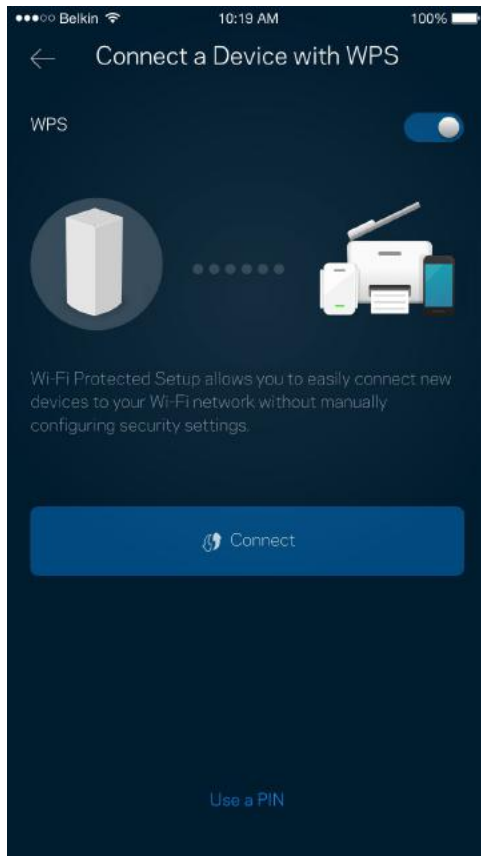 Belkin 10:19 AM 100%
Connect a Device with WPS
WPS
Wi-Fi Protected Setup allows you to easily connect new
devices to your Wi-Fi network without manually
configuring security settings.
Connect
Use a PIN